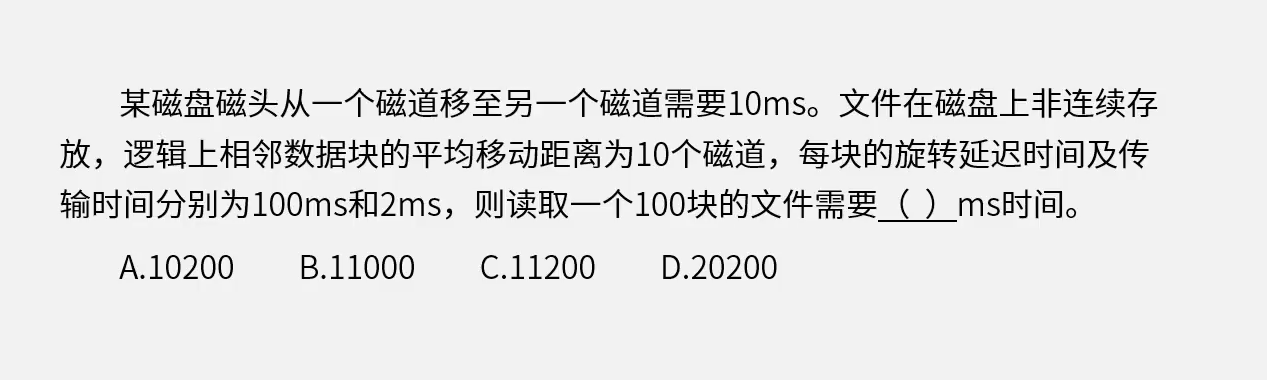 某磁盘磁头从一个磁道移至另一个磁道需要10ms。文件在磁盘上非连续存
放，逻辑上相邻数据块的平均移动距离为10个磁道，每块的旋转延迟时间及传
输时间分别为100ms和2ms，则读取一个100块的文件需要（ ）ms时间。
A.10200 B.11000 C.11200 D.20200